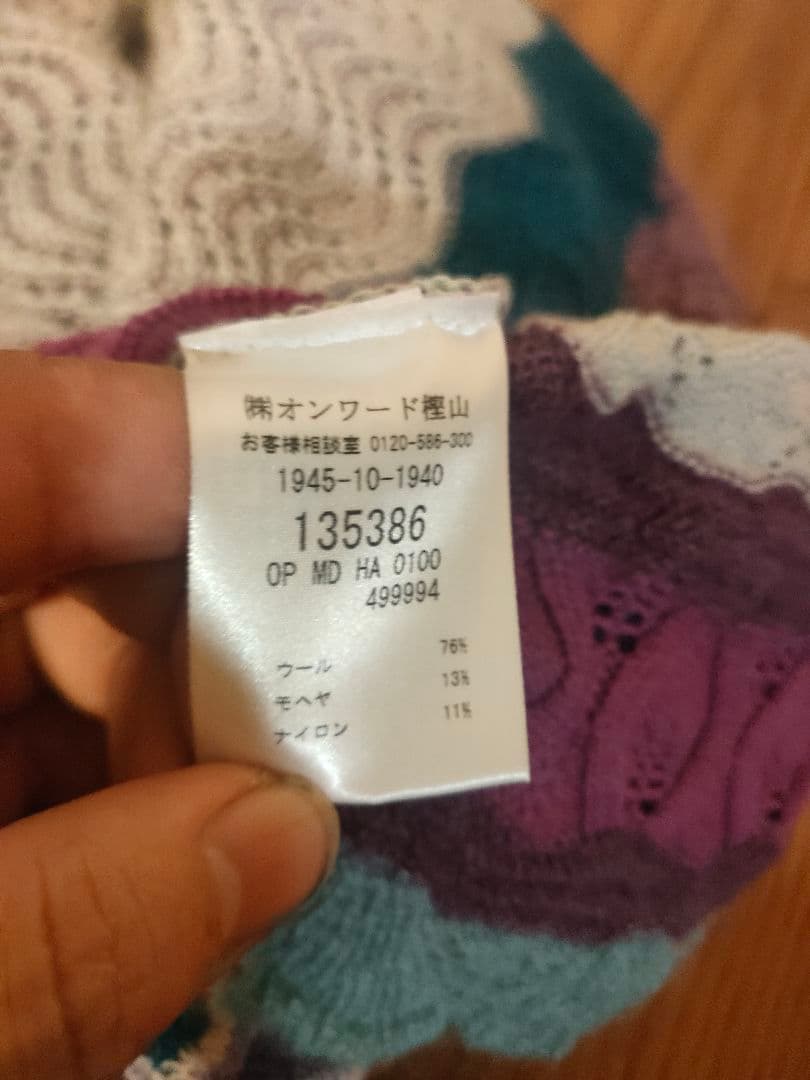 ㈱オンワード樫山
お客様相談室 0120-586-300
1945-10-1940
135386
OP MD HA 0100
499994
ウール 76%
モヘヤ 13%
ナイロン 11%